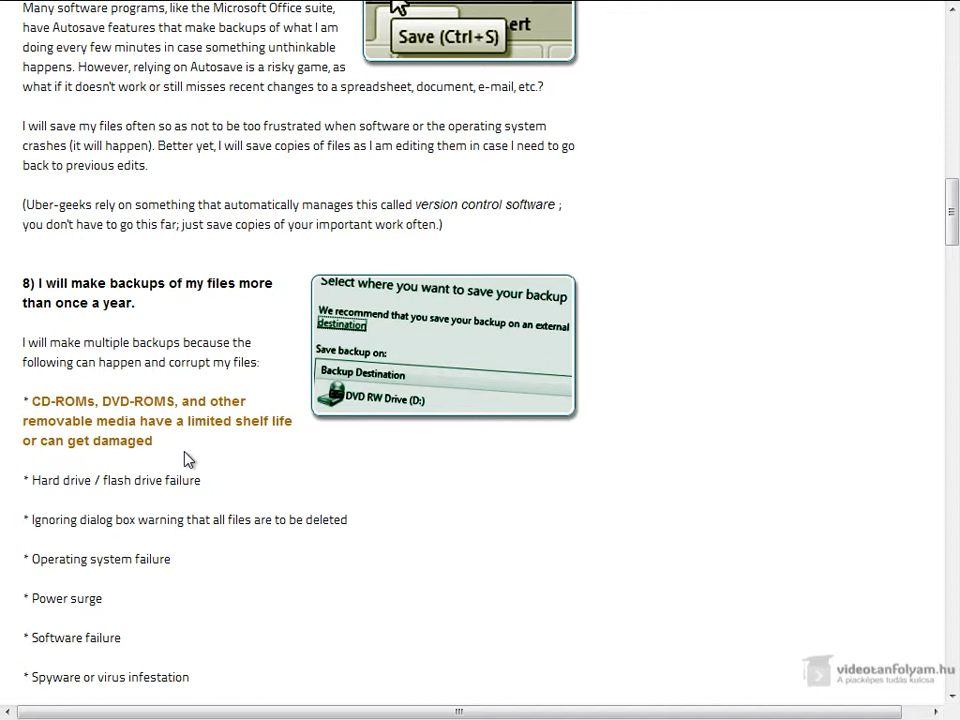 Many software programs, like the Microsoft Office suite,
have Autosave features that make backups of what I am
doing every few minutes in case something unthinkable
happens. However, relying on Autosave is a risky game, as
what if it doesn't work or still misses recent changes to a spreadsheet, document, e-mail, etc.?
ert
Save (Ctrl+S)
I will save my files often so as not to be too frustrated when software or the operating system
crashes (it will happen). Better yet, I will save copies of files as I am editing them in case I need to go
back to previous edits.
(Uber-geeks rely on something that automatically manages this called version control software ;
you don't have to go this far; just save copies of your important work often.)
8) I will make backups of my files more
than once a year.
I will make multiple backups because the
following can happen and corrupt my files:
* CD-ROMs, DVD-ROMS, and other
removable media have a limited shelf life
or can get damaged
Select where you want to save your backup
We recommend that you save your backup on an external
destination
Save backup on:
Backup Destination
DVD RW Drive (D:)
* Hard drive / flash drive failure
* Ignoring dialog box warning that all files are to be deleted
* Operating system failure
* Power surge
* Software failure
* Spyware or virus infestation
videotanfolyam.hu
A piacképes tudás kulcsa